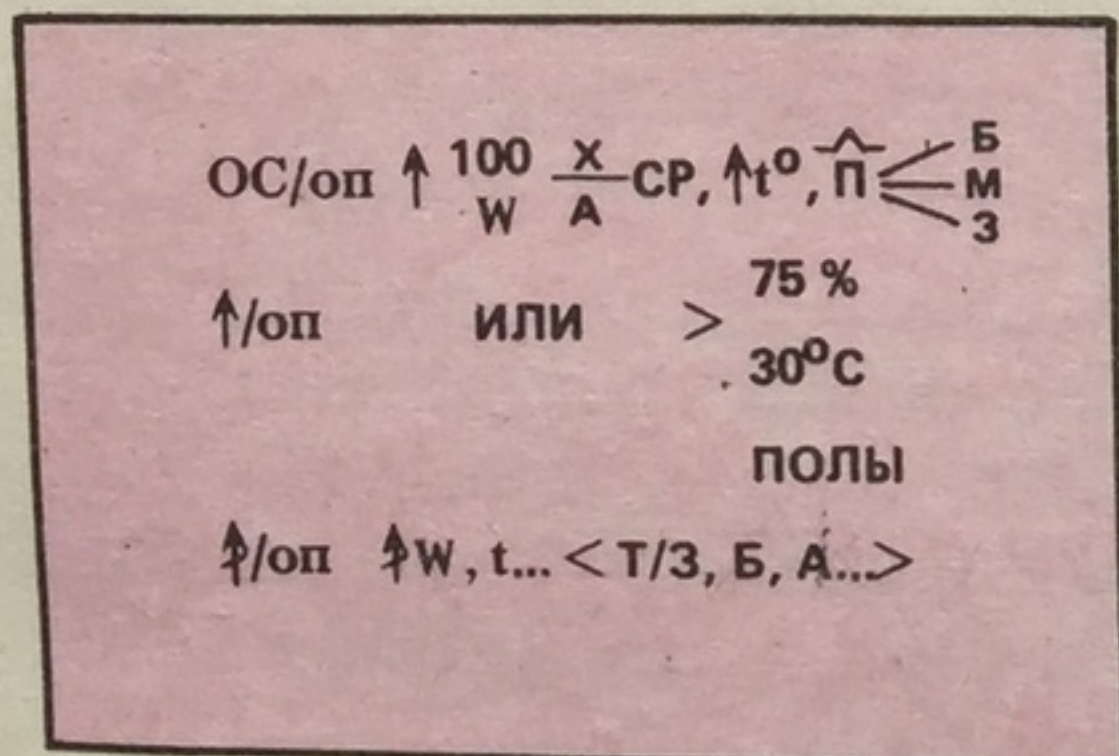 ОС/оп ↑ 100 W X/A СР, ↑t°, П Б М З
↑/оп ИЛИ > 75 % 30°С
ПОЛЫ
↑/оп ↑W, t... < Т/З, Б, А...>